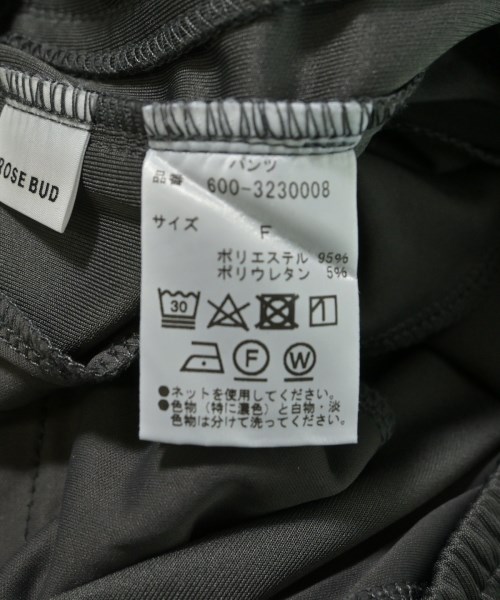 ROSE BUD
パンツ
品番 600-3230008
サイズ F
ポリエステル 95%
ポリウレタン 5%
30
F W
●ネットを使用してください。
●色物(特に濃色)と白物・淡
色物は分けて洗ってください。